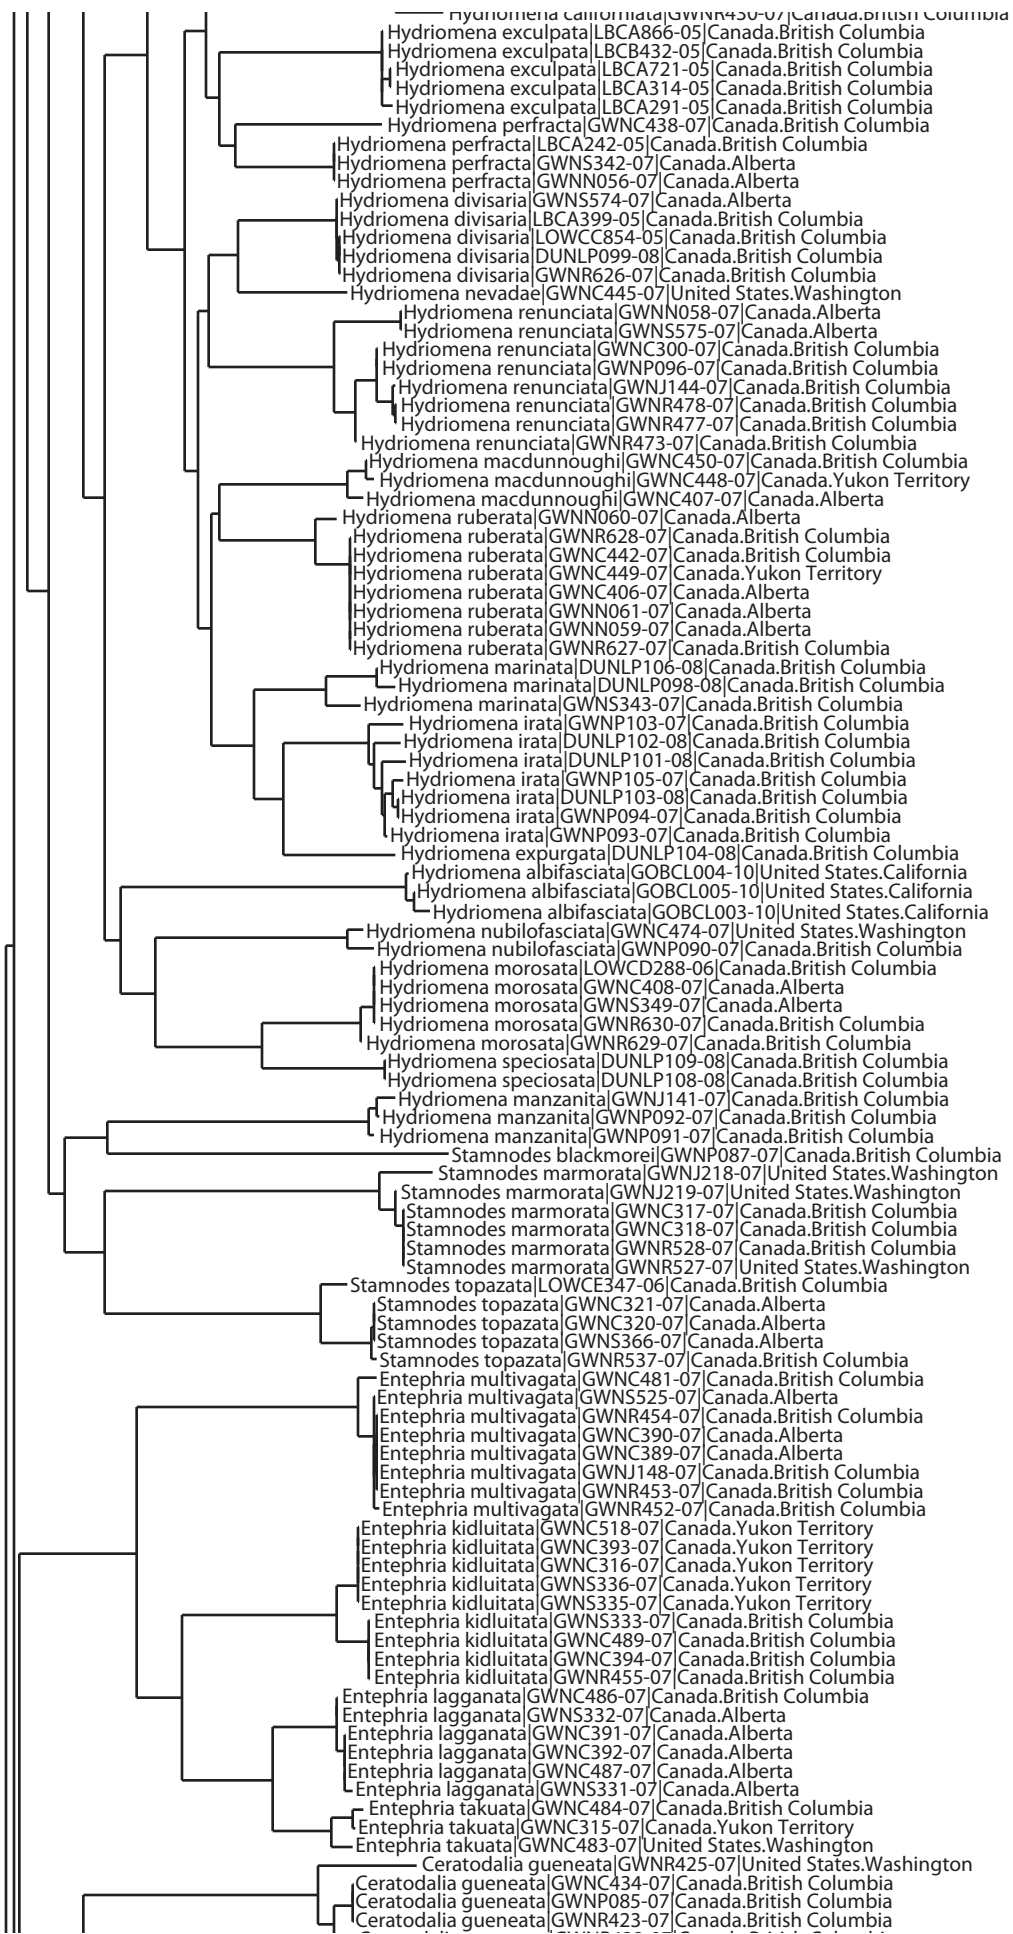 Hydriomena californiata|GWNR430-07|Canada.British Columbia
Hydriomena exculpata|LBCA866-05|Canada.British Columbia
Hydriomena exculpata|LBCB432-05|Canada.British Columbia
Hydriomena exculpata|LBCA721-05|Canada.British Columbia
Hydriomena exculpata|LBCA314-05|Canada.British Columbia
Hydriomena exculpata|LBCA291-05|Canada.British Columbia
Hydriomena perfracta|GWNC438-07|Canada.British Columbia
Hydriomena perfracta|LBCA242-05|Canada.British Columbia
Hydriomena perfracta|GWNS342-07|Canada.Alberta
Hydriomena perfracta|GWNN056-07|Canada.Alberta
Hydriomena divisaria|GWNS574-07|Canada.Alberta
Hydriomena divisaria|LBCA399-05|Canada.British Columbia
Hydriomena divisaria|LOWCC854-05|Canada.British Columbia
Hydriomena divisaria|DUNLP099-08|Canada.British Columbia
Hydriomena divisaria|GWNR626-07|Canada.British Columbia
Hydriomena nevadae|GWNC445-07|United States.Washington
Hydriomena renunciata|GWNN058-07|Canada.Alberta
Hydriomena renunciata|GWNS575-07|Canada.Alberta
Hydriomena renunciata|GWNC300-07|Canada.British Columbia
Hydriomena renunciata|GWNP096-07|Canada.British Columbia
Hydriomena renunciata|GWNJ144-07|Canada.British Columbia
Hydriomena renunciata|GWNR478-07|Canada.British Columbia
Hydriomena renunciata|GWNR477-07|Canada.British Columbia
Hydriomena renunciata|GWNR473-07|Canada.British Columbia
Hydriomena macdunnoughi|GWNC450-07|Canada.British Columbia
Hydriomena macdunnoughi|GWNC448-07|Canada.Yukon Territory
Hydriomena macdunnoughi|GWNC407-07|Canada.Alberta
Hydriomena ruberata|GWNN060-07|Canada.Alberta
Hydriomena ruberata|GWNR628-07|Canada.British Columbia
Hydriomena ruberata|GWNC442-07|Canada.British Columbia
Hydriomena ruberata|GWNC449-07|Canada.Yukon Territory
Hydriomena ruberata|GWNC406-07|Canada.Alberta
Hydriomena ruberata|GWNN061-07|Canada.Alberta
Hydriomena ruberata|GWNN059-07|Canada.Alberta
Hydriomena ruberata|GWNR627-07|Canada.British Columbia
Hydriomena marinata|DUNLP106-08|Canada.British Columbia
Hydriomena marinata|DUNLP098-08|Canada.British Columbia
Hydriomena marinata|GWNS343-07|Canada.British Columbia
Hydriomena irata|GWNP103-07|Canada.British Columbia
Hydriomena irata|DUNLP102-08|Canada.British Columbia
Hydriomena irata|DUNLP101-08|Canada.British Columbia
Hydriomena irata|GWNP105-07|Canada.British Columbia
Hydriomena irata|DUNLP103-08|Canada.British Columbia
Hydriomena irata|GWNP094-07|Canada.British Columbia
Hydriomena irata|GWNP093-07|Canada.British Columbia
Hydriomena expurgata|DUNLP104-08|Canada.British Columbia
Hydriomena albifasciata|GOBCL004-10|United States.California
Hydriomena albifasciata|GOBCL005-10|United States.California
Hydriomena albifasciata|GOBCL003-10|United States.California
Hydriomena nubilofasciata|GWNC474-07|United States.Washington
Hydriomena nubilofasciata|GWNP090-07|Canada.British Columbia
Hydriomena morosata|LOWCD288-06|Canada.British Columbia
Hydriomena morosata|GWNC408-07|Canada.Alberta
Hydriomena morosata|GWNS349-07|Canada.Alberta
Hydriomena morosata|GWNR630-07|Canada.British Columbia
Hydriomena morosata|GWNR629-07|Canada.British Columbia
Hydriomena speciosata|DUNLP109-08|Canada.British Columbia
Hydriomena speciosata|DUNLP108-08|Canada.British Columbia
Hydriomena manzanita|GWNJ141-07|Canada.British Columbia
Hydriomena manzanita|GWNP092-07|Canada.British Columbia
Hydriomena manzanita|GWNP091-07|Canada.British Columbia
Stamnodes blackmorei|GWNP087-07|Canada.British Columbia
Stamnodes marmorata|GWNJ218-07|United States.Washington
Stamnodes marmorata|GWNJ219-07|United States.Washington
Stamnodes marmorata|GWNC317-07|Canada.British Columbia
Stamnodes marmorata|GWNC318-07|Canada.British Columbia
Stamnodes marmorata|GWNR528-07|Canada.British Columbia
Stamnodes marmorata|GWNR527-07|United States.Washington
Stamnodes topazata|LOWCE347-06|Canada.British Columbia
Stamnodes topazata|GWNC321-07|Canada.Alberta
Stamnodes topazata|GWNC320-07|Canada.Alberta
Stamnodes topazata|GWNS366-07|Canada.Alberta
Stamnodes topazata|GWNR537-07|Canada.British Columbia
Entephria multivagata|GWNC481-07|Canada.British Columbia
Entephria multivagata|GWNS525-07|Canada.Alberta
Entephria multivagata|GWNR454-07|Canada.British Columbia
Entephria multivagata|GWNC390-07|Canada.Alberta
Entephria multivagata|GWNC389-07|Canada.Alberta
Entephria multivagata|GWNJ148-07|Canada.British Columbia
Entephria multivagata|GWNR453-07|Canada.British Columbia
Entephria multivagata|GWNR452-07|Canada.British Columbia
Entephria kidluitata|GWNC518-07|Canada.Yukon Territory
Entephria kidluitata|GWNC393-07|Canada.Yukon Territory
Entephria kidluitata|GWNC316-07|Canada.Yukon Territory
Entephria kidluitata|GWNS336-07|Canada.Yukon Territory
Entephria kidluitata|GWNS335-07|Canada.Yukon Territory
Entephria kidluitata|GWNS333-07|Canada.British Columbia
Entephria kidluitata|GWNC489-07|Canada.British Columbia
Entephria kidluitata|GWNC394-07|Canada.British Columbia
Entephria kidluitata|GWNR455-07|Canada.British Columbia
Entephria lagganata|GWNC486-07|Canada.British Columbia
Entephria lagganata|GWNS332-07|Canada.Alberta
Entephria lagganata|GWNC391-07|Canada.Alberta
Entephria lagganata|GWNC392-07|Canada.Alberta
Entephria lagganata|GWNC487-07|Canada.Alberta
Entephria lagganata|GWNS331-07|Canada.Alberta
Entephria takuata|GWNC484-07|Canada.British Columbia
Entephria takuata|GWNC315-07|Canada.Yukon Territory
Entephria takuata|GWNC483-07|United States.Washington
Ceratodalia gueneata|GWNR425-07|United States.Washington
Ceratodalia gueneata|GWNC434-07|Canada.British Columbia
Ceratodalia gueneata|GWNP085-07|Canada.British Columbia
Ceratodalia gueneata|GWNR423-07|Canada.British Columbia